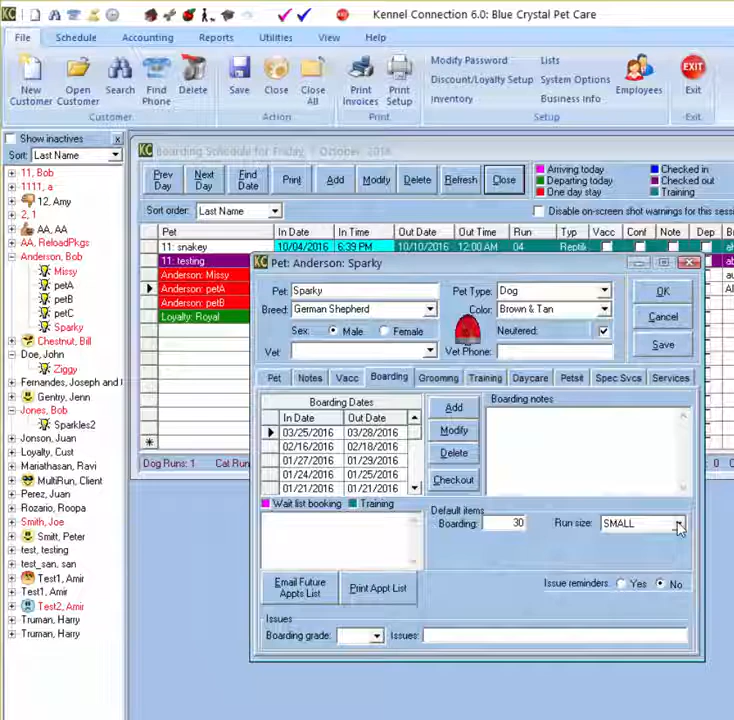 KC Kennel Connection 6.0: Blue Crystal Pet Care
File Schedule Accounting Reports Utilities View Help
New Customer
Open Customer
Search
Find Phone
Delete
Save
Close
Close All
Print Invoices
Print Setup
Modify Password
Discount/Loyalty Setup
Inventory
Lists
System Options
Business Info
Employees
EXIT
Exit
Customer Action Print Setup Exit
Show inactives x
Sort: Last Name
11, Bob
1111, a
12, Amy
2, 1
AA, AA
AA, ReloadPkgs
Anderson, Bob
Missy
petA
petB
petC
Sparky
Chestnut, Bill
Doe, John
Ziggy
Fernandes, Joseph and
Gentry, Jenn
Jones, Bob
Sparkles2
Jonson, Juan
Loyalty, Cust
Mariathasan, Ravi
MultiRun, Client
Perez, Juan
Rozario, Roopa
Smith, Joe
Smitt, Peter
test, testing
test_san, san
Test1, Amir
Test1, Amir
Test2, Amir
Truman, Harry
Truman, Harry
KC Boarding Schedule for Friday, October
Prev Day
Next Day
Find Date
Print
Add
Modify
Delete
Refresh
Close
Arriving today
Departing today
One day stay
Checked in
Checked out
Training
Sort order: Last Name
Disable on-screen shot warnings for this sess
Pet In Date In Time Out Date Out Time Run Typ Vacc Conf Note Dep
11: snakey 10/04/2016 6:39 PM 10/10/2016 12:00 AM 04 Reptil
11: testing
Anderson: Missy
Anderson: petA
Anderson: petB
Loyalty: Royal
Dog Runs: 1 Cat Ru
KC Pet: Anderson: Sparky
Pet: Sparky
Breed: German Shepherd
Sex: Male Female
Vet:
Pet Type: Dog
Color: Brown & Tan
Neutered:
Vet Phone:
OK
Cancel
Save
Pet Notes Vacc Boarding Grooming Training Daycare Petsit Spec Svcs Services
Boarding Dates
In Date Out Date
03/25/2016 03/28/2016
02/16/2016 02/18/2016
01/27/2016 01/29/2016
01/24/2016 01/25/2016
01/21/2016 01/21/2016
Add
Modify
Delete
Checkout
Boarding notes
Wait list booking Training
Default items
Boarding: 30 Run size: SMALL
Email Future Appts List
Print Appt List
Issue reminders: Yes No
Issues
Boarding grade: Issues: